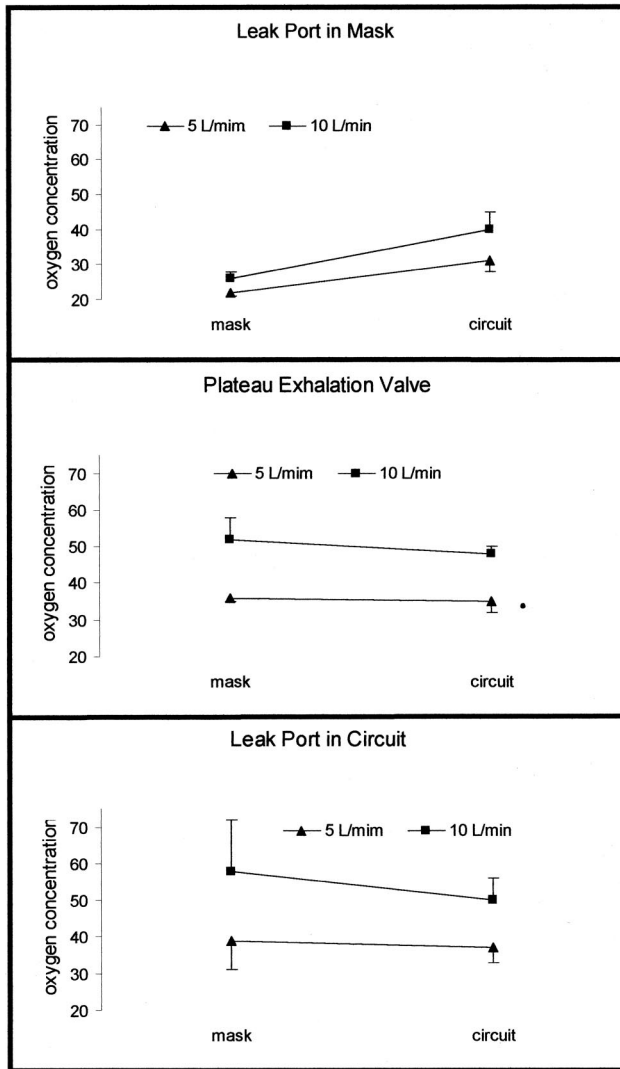 Leak Port in Mask
5 L/mim 10 L/min
oxygen concentration
70
60
50
40
30
20
mask circuit
Plateau Exhalation Valve
5 L/mim 10 L/min
oxygen concentration
70
60
50
40
30
20
mask circuit
Leak Port in Circuit
5 L/mim 10 L/min
oxygen concentration
70
60
50
40
30
20
mask circuit